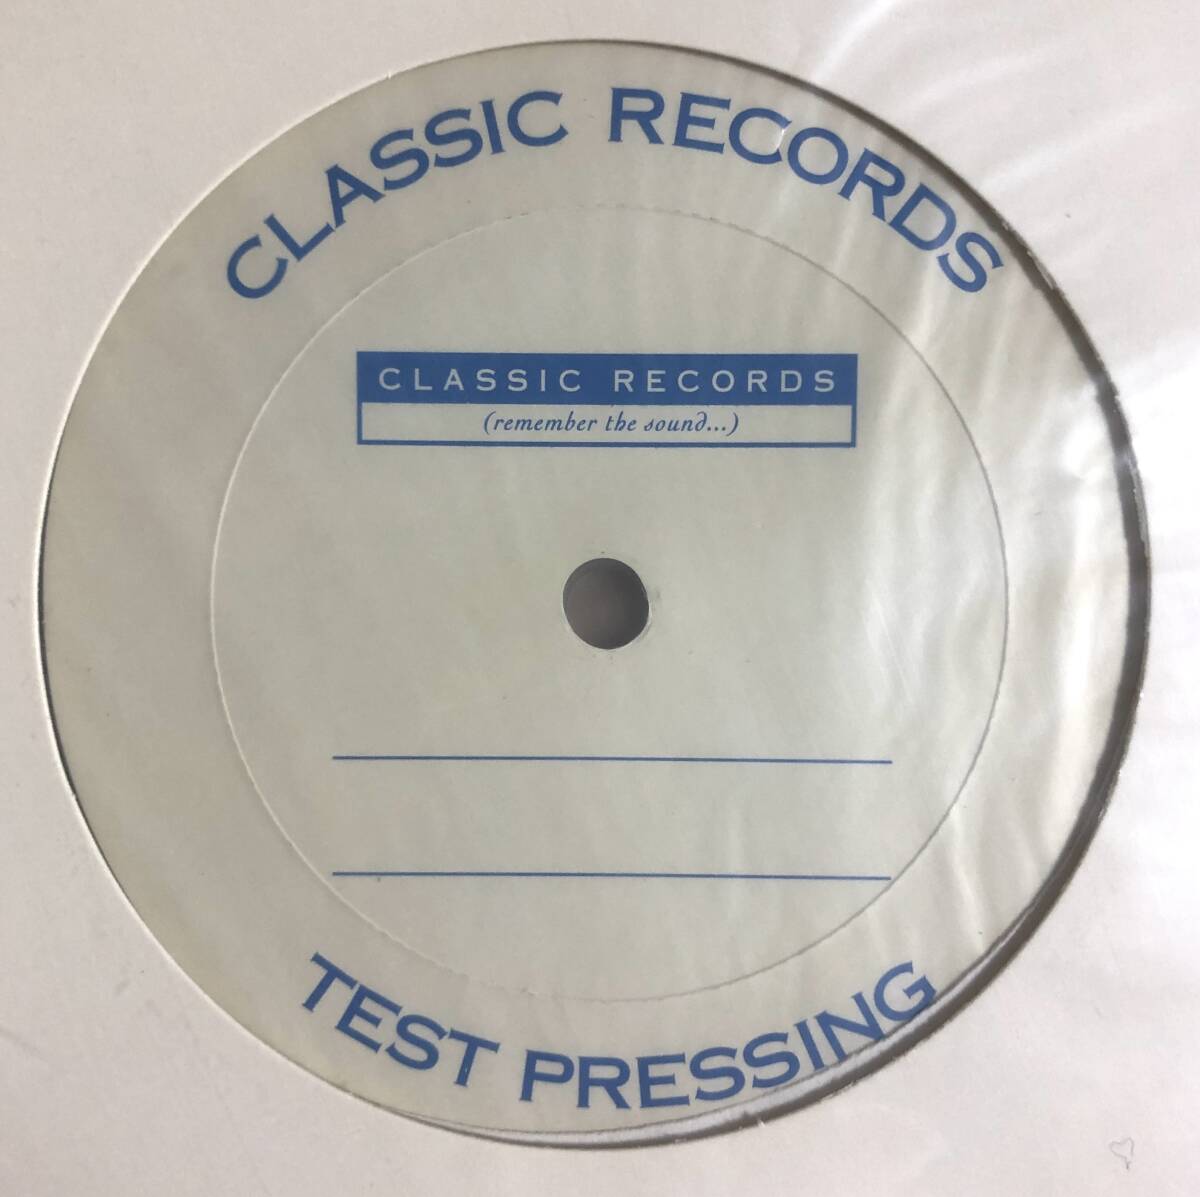 CLASSIC RECORDS
CLASSIC RECORDS
(remember the sound...)
TEST PRESSING